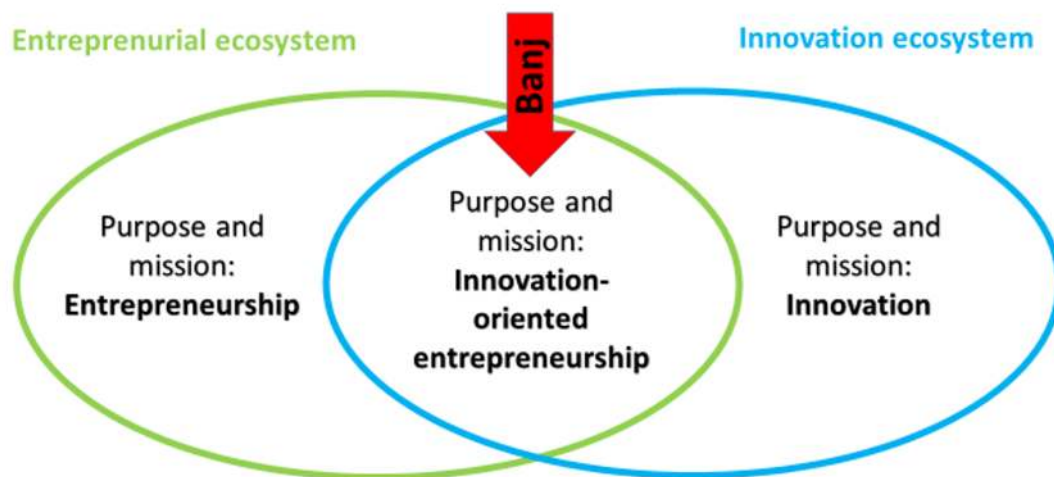 Entreprenurial ecosystem
Innovation ecosystem
Banj
Purpose and
mission:
Entrepreneurship
Purpose and
mission:
Innovation-
oriented
entrepreneurship
Purpose and
mission:
Innovation